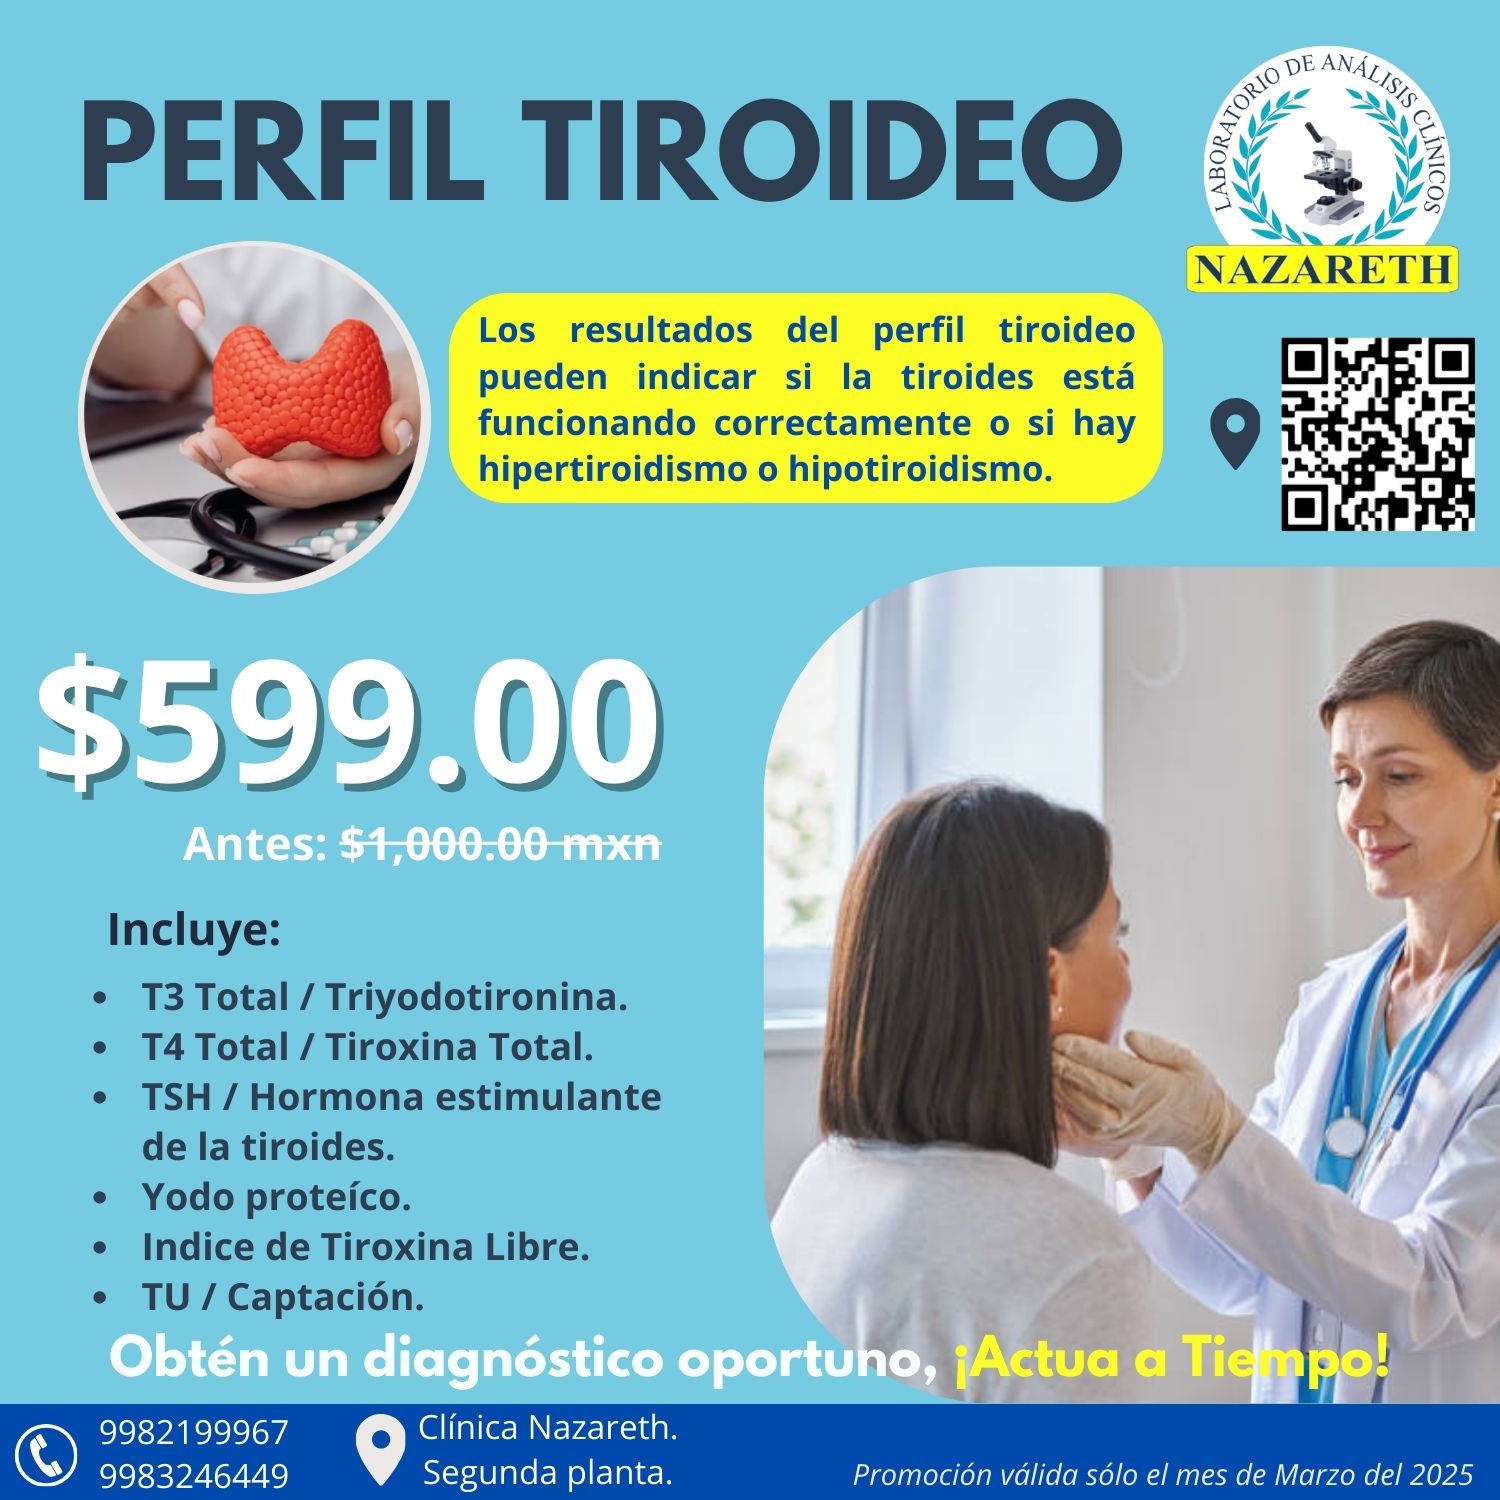 PERFIL TIROIDEO
LABORATORIO DE ANÁLISIS CLÍNICOS
NAZARETH
Los resultados del perfil tiroideo
pueden indicar si la tiroides está
funcionando correctamente o si hay
hipertiroidismo o hipotiroidismo.
$599.00
Antes: $1,000.00 mxn
Incluye:
• T3 Total / Triyodotironina.
• T4 Total / Tiroxina Total.
• TSH / Hormona estimulante
de la tiroides.
• Yodo proteíco.
• Indice de Tiroxina Libre.
• TU / Captación.
Obtén un diagnóstico oportuno, ¡Actua a Tiempo!
9982199967
9983246449
Clínica Nazareth.
Segunda planta.
Promoción válida sólo el mes de Marzo del 2025